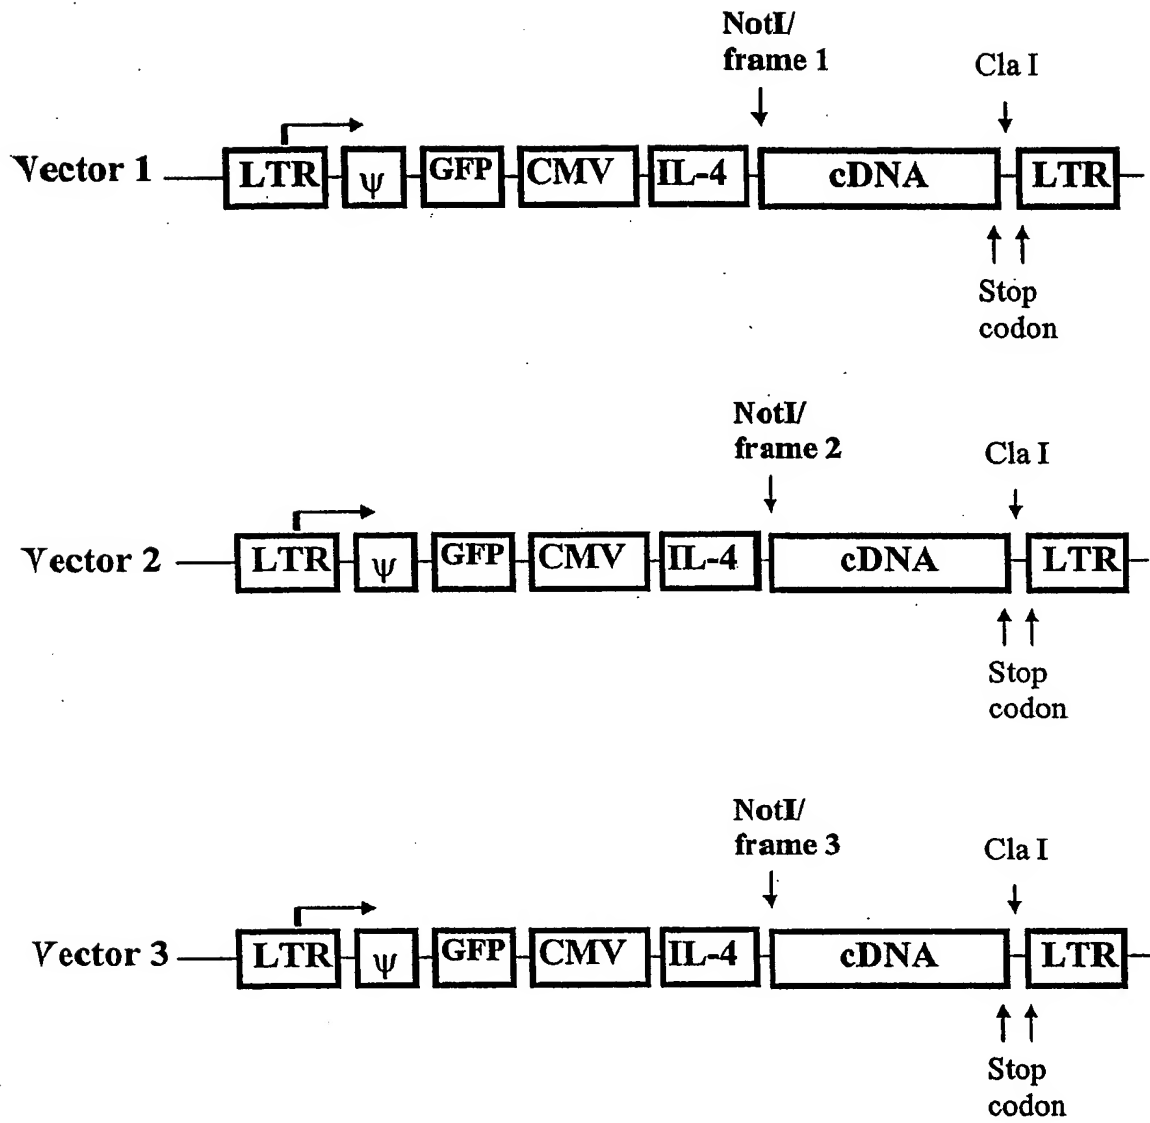 NotI/
frame 1
Cla I
Vector 1
LTR ψ GFP CMV IL-4 cDNA LTR
Stop
codon
NotI/
frame 2
Cla I
Vector 2
LTR ψ GFP CMV IL-4 cDNA LTR
Stop
codon
NotI/
frame 3
Cla I
Vector 3
LTR ψ GFP CMV IL-4 cDNA LTR
Stop
codon